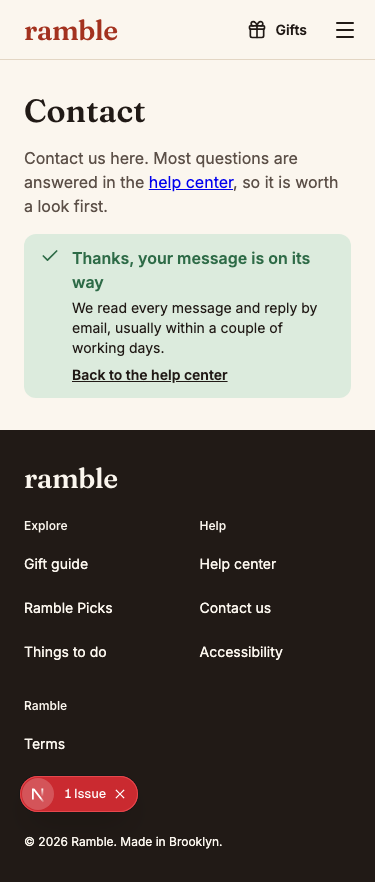 ramble
Gifts
Contact
Contact us here. Most questions are
answered in the help center, so it is worth
a look first.
Thanks, your message is on its
way
We read every message and reply by
email, usually within a couple of
working days.
Back to the help center
ramble
Explore
Gift guide
Ramble Picks
Things to do
Help
Help center
Contact us
Accessibility
Ramble
Terms
N 1 Issue
© 2026 Ramble. Made in Brooklyn.